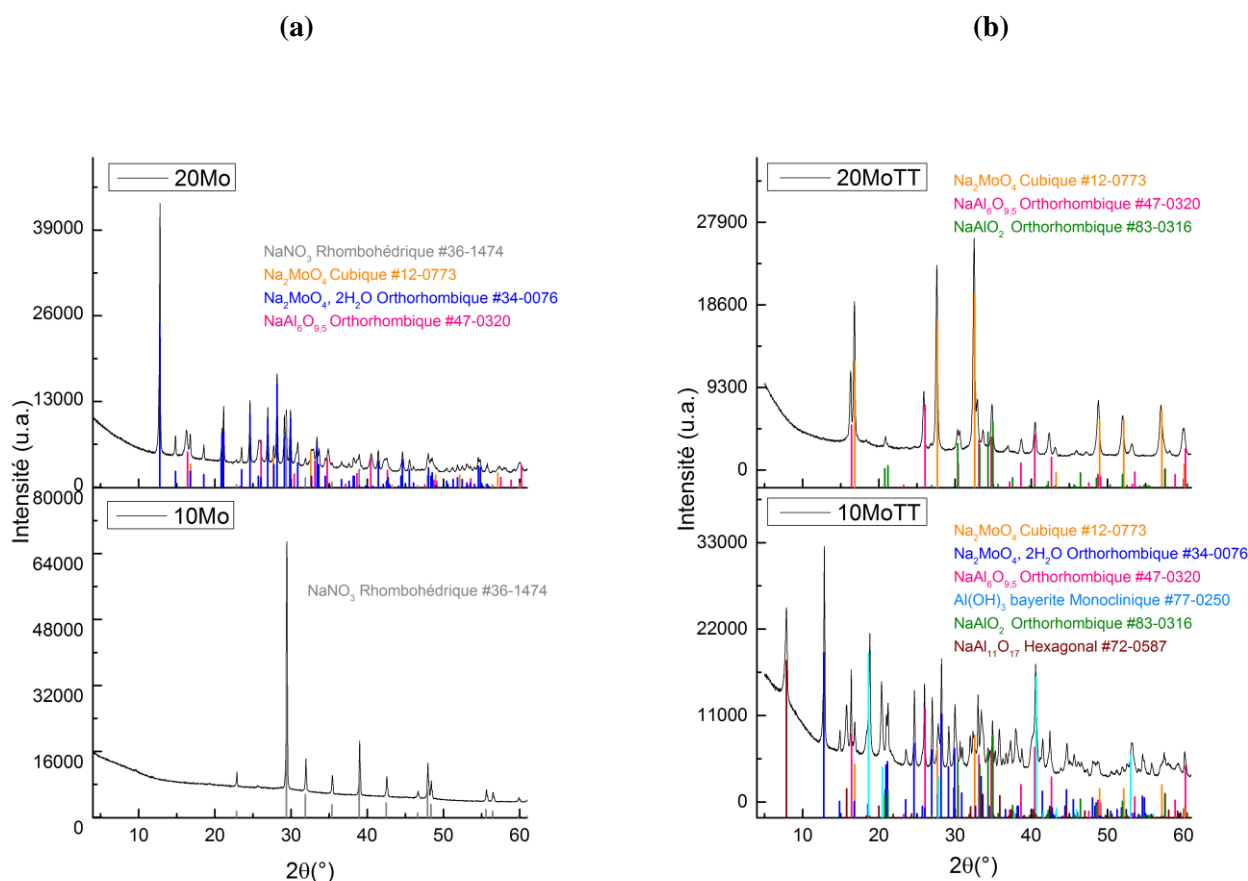 (a)
(b)
20Mo
39000
26000
13000
0
NaNO₃ Rhombohédrique #36-1474
Na₂MoO₄ Cubique #12-0773
Na₂MoO₄, 2H₂O Orthorhombique #34-0076
NaAl₆O₉,₅ Orthorhombique #47-0320
Intensité (u.a.)
10Mo
80000
64000
48000
32000
16000
0
NaNO₃ Rhombohédrique #36-1474
10 20 30 40 50 60
2θ(°)
20MoTT
27900
18600
9300
0
Na₂MoO₄ Cubique #12-0773
NaAl₆O₉,₅ Orthorhombique #47-0320
NaAlO₂ Orthorhombique #83-0316
Intensité (u.a.)
10MoTT
33000
22000
11000
0
Na₂MoO₄ Cubique #12-0773
Na₂MoO₄, 2H₂O Orthorhombique #34-0076
NaAl₆O₉,₅ Orthorhombique #47-0320
Al(OH)₃ bayerite Monoclinique #77-0250
NaAlO₂ Orthorhombique #83-0316
NaAl₁₁O₁₇ Hexagonal #72-0587
10 20 30 40 50 60
2θ(°)